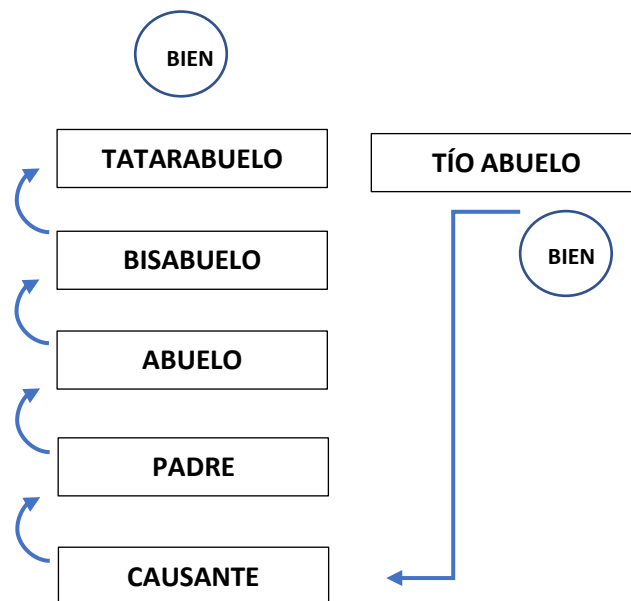 BIEN
TATARABUELO
TÍO ABUELO
BISABUELO
BIEN
ABUELO
PADRE
CAUSANTE